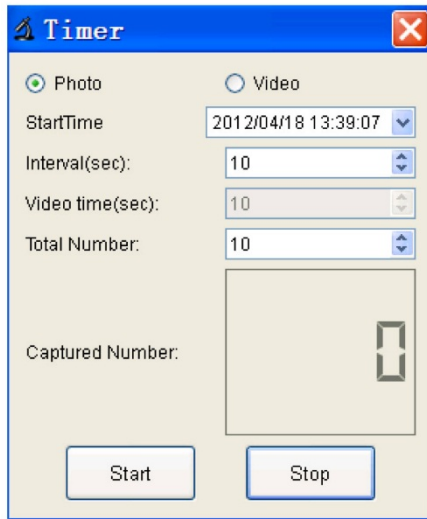 Timer
Photo Video
StartTime 2012/04/18 13:39:07
Interval(sec): 10
Video time(sec): 10
Total Number: 10
Captured Number: 0
Start Stop